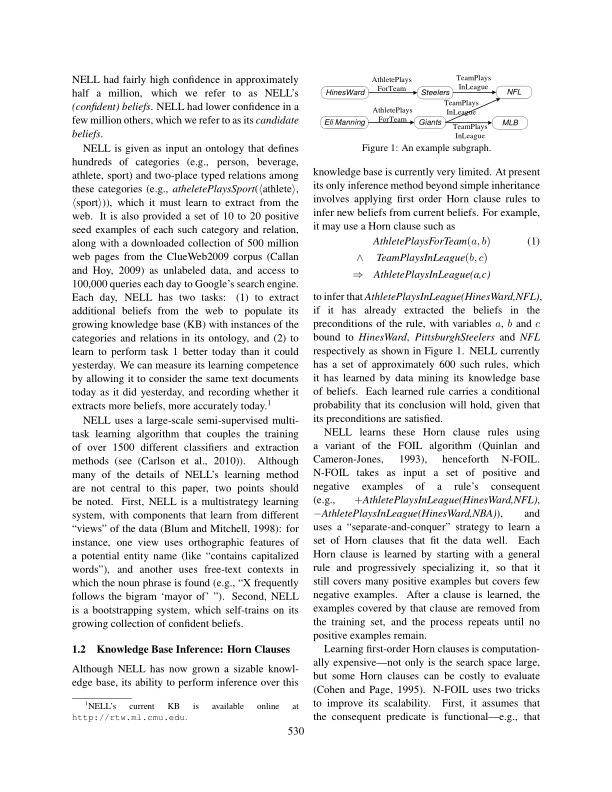 NELL had fairly high confidence in approximately
half a million, which we refer to as NELL's
(confident) beliefs. NELL had lower confidence in a
few million others, which we refer to as its candidate
beliefs.
NELL is given as input an ontology that defines
hundreds of categories (e.g., person, beverage,
athlete, sport) and two-place typed relations among
these categories (e.g., atheletePlaysSport(⟨athlete⟩,
⟨sport⟩)), which it must learn to extract from the
web. It is also provided a set of 10 to 20 positive
seed examples of each such category and relation,
along with a downloaded collection of 500 million
web pages from the ClueWeb2009 corpus (Callan
and Hoy, 2009) as unlabeled data, and access to
100,000 queries each day to Google's search engine.
Each day, NELL has two tasks: (1) to extract
additional beliefs from the web to populate its
growing knowledge base (KB) with instances of the
categories and relations in its ontology, and (2) to
learn to perform task 1 better today than it could
yesterday. We can measure its learning competence
by allowing it to consider the same text documents
today as it did yesterday, and recording whether it
extracts more beliefs, more accurately today.1
NELL uses a large-scale semi-supervised multi-
task learning algorithm that couples the training
of over 1500 different classifiers and extraction
methods (see (Carlson et al., 2010)). Although
many of the details of NELL's learning method
are not central to this paper, two points should
be noted. First, NELL is a multistrategy learning
system, with components that learn from different
"views" of the data (Blum and Mitchell, 1998): for
instance, one view uses orthographic features of
a potential entity name (like "contains capitalized
words"), and another uses free-text contexts in
which the noun phrase is found (e.g., "X frequently
follows the bigram 'mayor of' "). Second, NELL
is a bootstrapping system, which self-trains on its
growing collection of confident beliefs.
1.2 Knowledge Base Inference: Horn Clauses
Although NELL has now grown a sizable knowl-
edge base, its ability to perform inference over this
1NELL's current KB is available online at
http://rtw.ml.cmu.edu.
HinesWard
AthletePlays
ForTeam
Steelers
TeamPlays
InLeague
NFL
Eli Manning
AthletePlays
ForTeam
Giants
TeamPlays
InLeague
TeamPlays
InLeague
MLB
Figure 1: An example subgraph.
knowledge base is currently very limited. At present
its only inference method beyond simple inheritance
involves applying first order Horn clause rules to
infer new beliefs from current beliefs. For example,
it may use a Horn clause such as
AthletePlaysForTeam(a, b) (1)
∧ TeamPlaysInLeague(b, c)
⇒ AthletePlaysInLeague(a,c)
to infer that AthletePlaysInLeague(HinesWard,NFL),
if it has already extracted the beliefs in the
preconditions of the rule, with variables a, b and c
bound to HinesWard, PittsburghSteelers and NFL
respectively as shown in Figure 1. NELL currently
has a set of approximately 600 such rules, which
it has learned by data mining its knowledge base
of beliefs. Each learned rule carries a conditional
probability that its conclusion will hold, given that
its preconditions are satisfied.
NELL learns these Horn clause rules using
a variant of the FOIL algorithm (Quinlan and
Cameron-Jones, 1993), henceforth N-FOIL.
N-FOIL takes as input a set of positive and
negative examples of a rule's consequent
(e.g., +AthletePlaysInLeague(HinesWard,NFL),
−AthletePlaysInLeague(HinesWard,NBA)), and
uses a "separate-and-conquer" strategy to learn a
set of Horn clauses that fit the data well. Each
Horn clause is learned by starting with a general
rule and progressively specializing it, so that it
still covers many positive examples but covers few
negative examples. After a clause is learned, the
examples covered by that clause are removed from
the training set, and the process repeats until no
positive examples remain.
Learning first-order Horn clauses is computation-
ally expensive—not only is the search space large,
but some Horn clauses can be costly to evaluate
(Cohen and Page, 1995). N-FOIL uses two tricks
to improve its scalability. First, it assumes that
the consequent predicate is functional—e.g., that
530